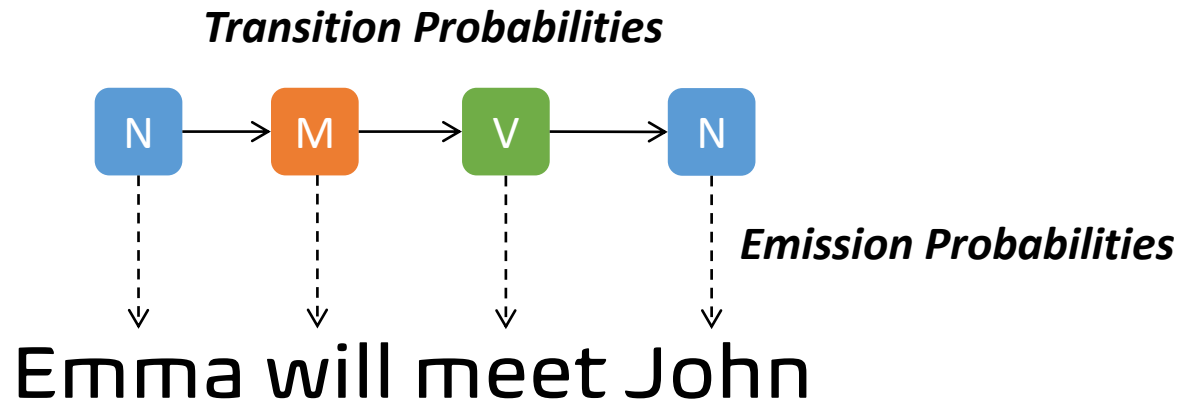 Transition Probabilities
N M V N
Emission Probabilities
Emma will meet John